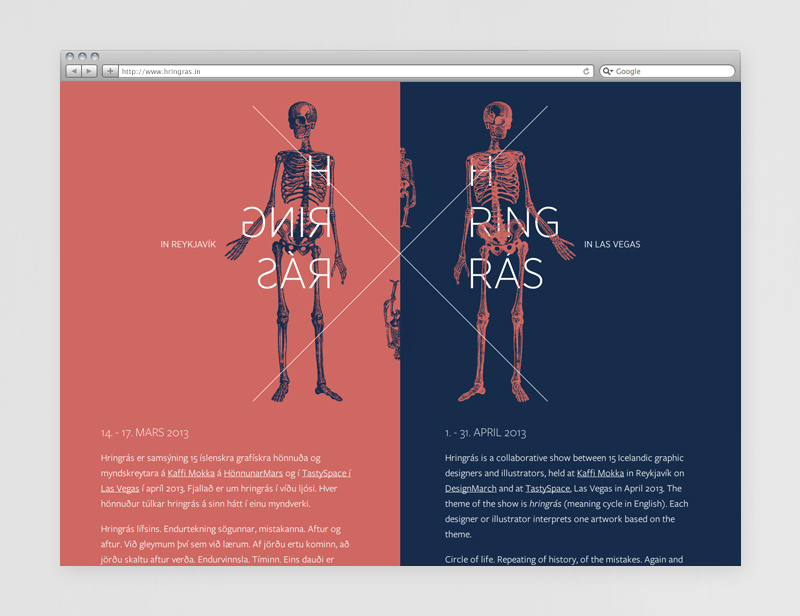 http://www.hringras.in
Google
H
RING
RÁS
IN REYKJAVÍK
H
RING
RÁS
IN LAS VEGAS
14. - 17. MARS 2013
Hringrás er samsýning 15 íslenskra grafískra hönnuða og
myndskreytara á Kaffi Mokka á HönnunarMars og í TastySpace í
Las Vegas í apríl 2013. Fjallað er um hringrás í víðu ljósi. Hver
hönnuður túlkar hringrás á sinn hátt í einu myndverki.
Hringrás lífsins. Endurtekning sögunnar, mistakanna. Aftur og
aftur. Við gleymum því sem við lærum. Af jörðu ertu kominn, að
jörðu skaltu aftur verða. Endurvinnsla. Tíminn. Eins dauði er
1. - 31. APRIL 2013
Hringrás is a collaborative show between 15 Icelandic graphic
designers and illustrators, held at Kaffi Mokka in Reykjavík on
DesignMarch and at TastySpace, Las Vegas in April 2013. The
theme of the show is hringrás (meaning cycle in English). Each
designer or illustrator interprets one artwork based on the
theme.
Circle of life. Repeating of history, of the mistakes. Again and